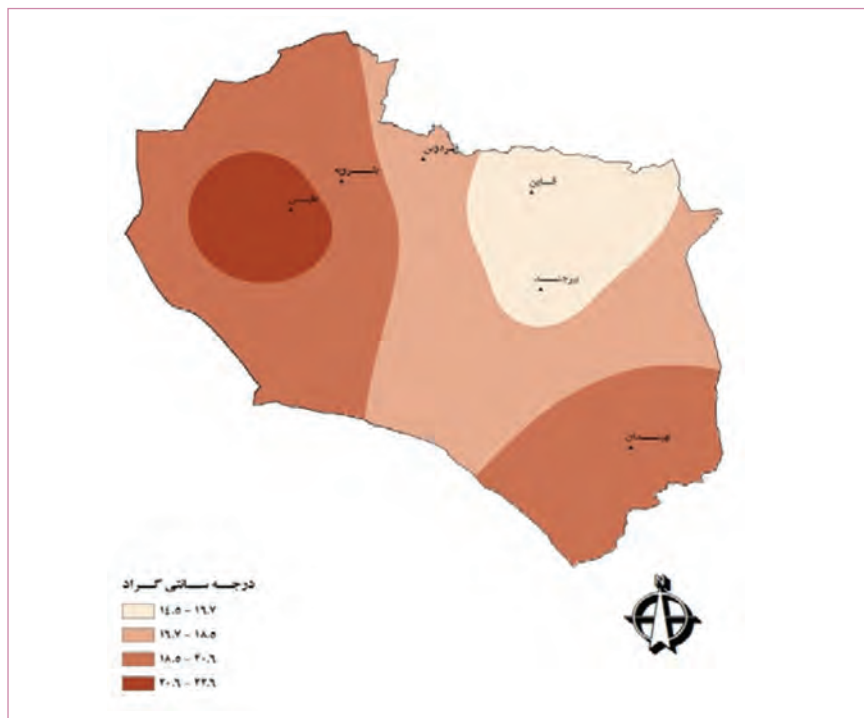 فردوس
بشرویه
قاین
طبس
بیرجند
نهبندان
درجه سانتی گراد
۱۴.۵ - ۱۶.۷
۱۶.۷ - ۱۸.۵
۱۸.۵ - ۲۰.۶
۲۰.۶ - ۲۲.۶